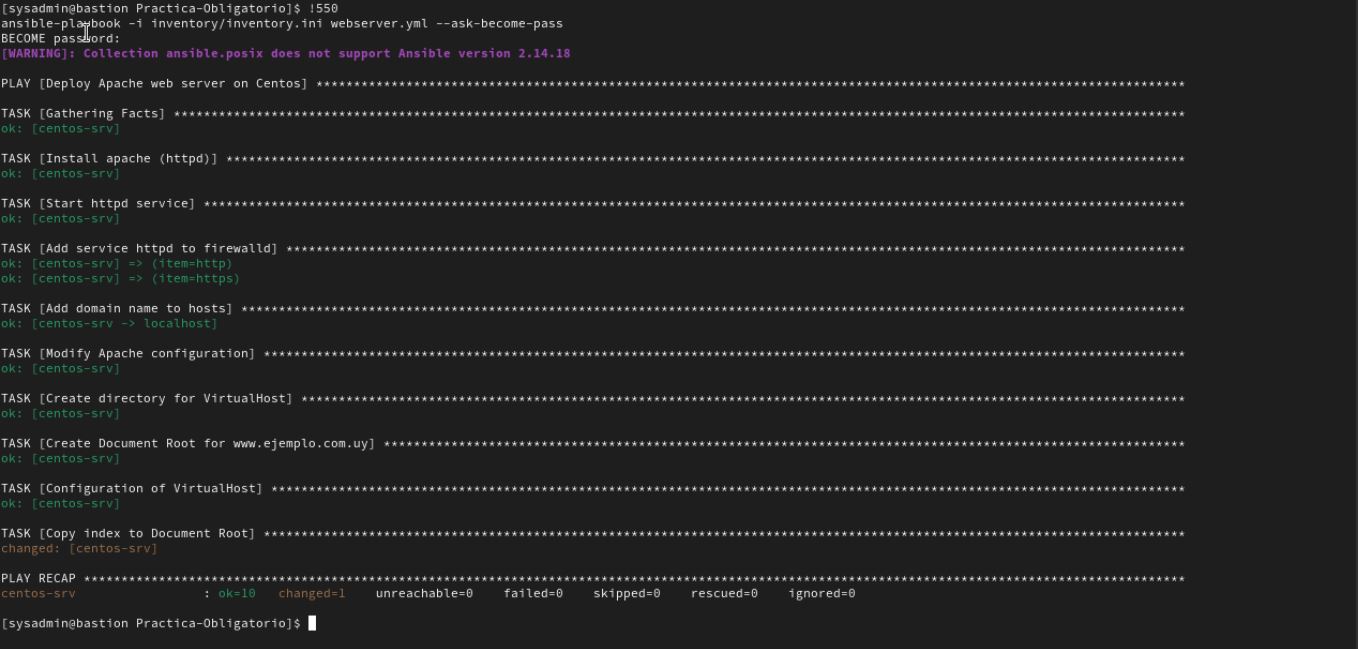 [sysadmin@bastion Practica-Obligatorio]$ !550
ansible-playbook -i inventory/inventory.ini webserver.yml --ask-become-pass
BECOME password:
[WARNING]: Collection ansible.posix does not support Ansible version 2.14.18
PLAY [Deploy Apache web server on Centos] ********************************************************************************************************************
TASK [Gathering Facts] ***************************************************************************************************************************************
ok: [centos-srv]
TASK [Install apache (httpd)] ********************************************************************************************************************************
ok: [centos-srv]
TASK [Start httpd service] ***********************************************************************************************************************************
ok: [centos-srv]
TASK [Add service httpd to firewalld] ************************************************************************************************************************
ok: [centos-srv] => (item=http)
ok: [centos-srv] => (item=https)
TASK [Add domain name to hosts] ******************************************************************************************************************************
ok: [centos-srv -> localhost]
TASK [Modify Apache configuration] ***************************************************************************************************************************
ok: [centos-srv]
TASK [Create directory for VirtualHost] **********************************************************************************************************************
ok: [centos-srv]
TASK [Create Document Root for www.ejemplo.com.uy] ***********************************************************************************************************
ok: [centos-srv]
TASK [Configuration of VirtualHost] **************************************************************************************************************************
ok: [centos-srv]
TASK [Copy index to Document Root] ***************************************************************************************************************************
changed: [centos-srv]
PLAY RECAP ***************************************************************************************************************************************************
centos-srv                 : ok=10   changed=1    unreachable=0    failed=0    skipped=0    rescued=0    ignored=0
[sysadmin@bastion Practica-Obligatorio]$